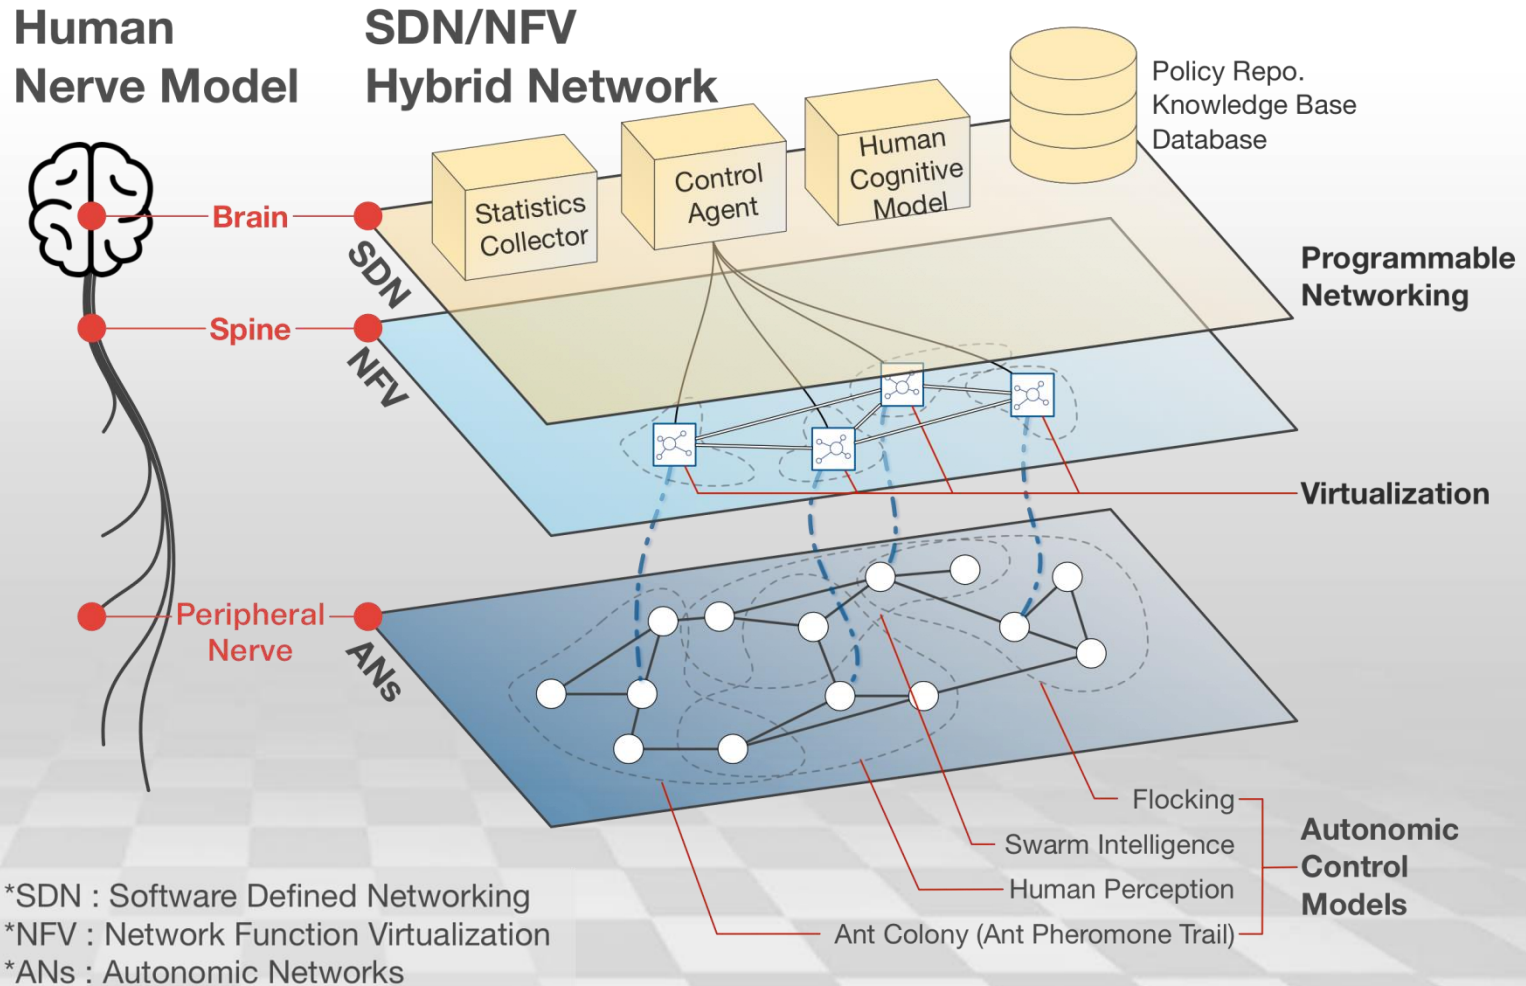 Human
Nerve Model
SDN/NFV
Hybrid Network
Policy Repo.
Knowledge Base
Database
Statistics
Collector
Control
Agent
Human
Cognitive
Model
Brain
SDN
Programmable
Networking
Spine
NFV
Virtualization
Peripheral
Nerve
ANs
Flocking
Swarm Intelligence
Human Perception
Ant Colony (Ant Pheromone Trail)
Autonomic
Control
Models
*SDN : Software Defined Networking
*NFV : Network Function Virtualization
*ANs : Autonomic Networks